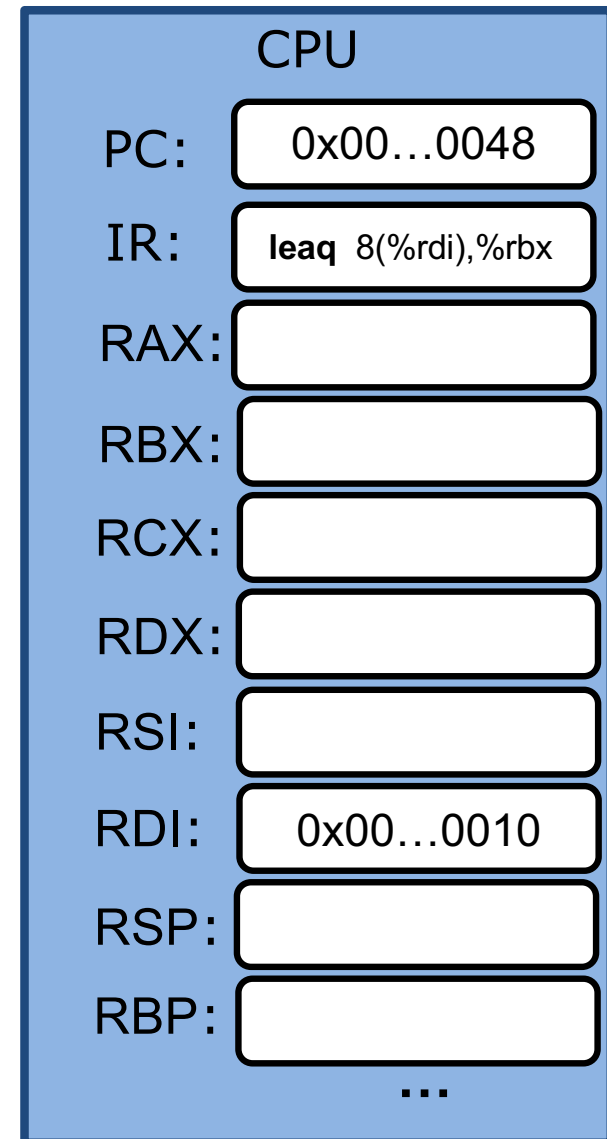 CPU
PC: 0x00…0048
IR: leaq 8(%rdi),%rbx
RAX:
RBX:
RCX:
RDX:
RSI:
RDI: 0x00…0010
RSP:
RBP:
…